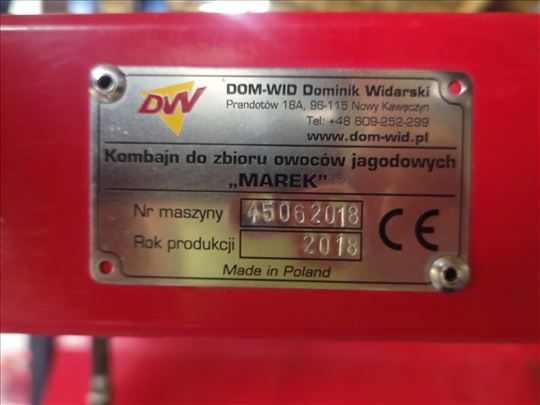 DW
DOM-WID Dominik Widarski
Prandotów 18A, 96-115 Nowy Kawęczyn
Tel: +48 609-252-299
www.dom-wid.pl
Kombajn do zbioru owoców jagodowych
„MAREK"
Nr maszyny 45062018
Rok produkcji 2018
CE
Made in Poland